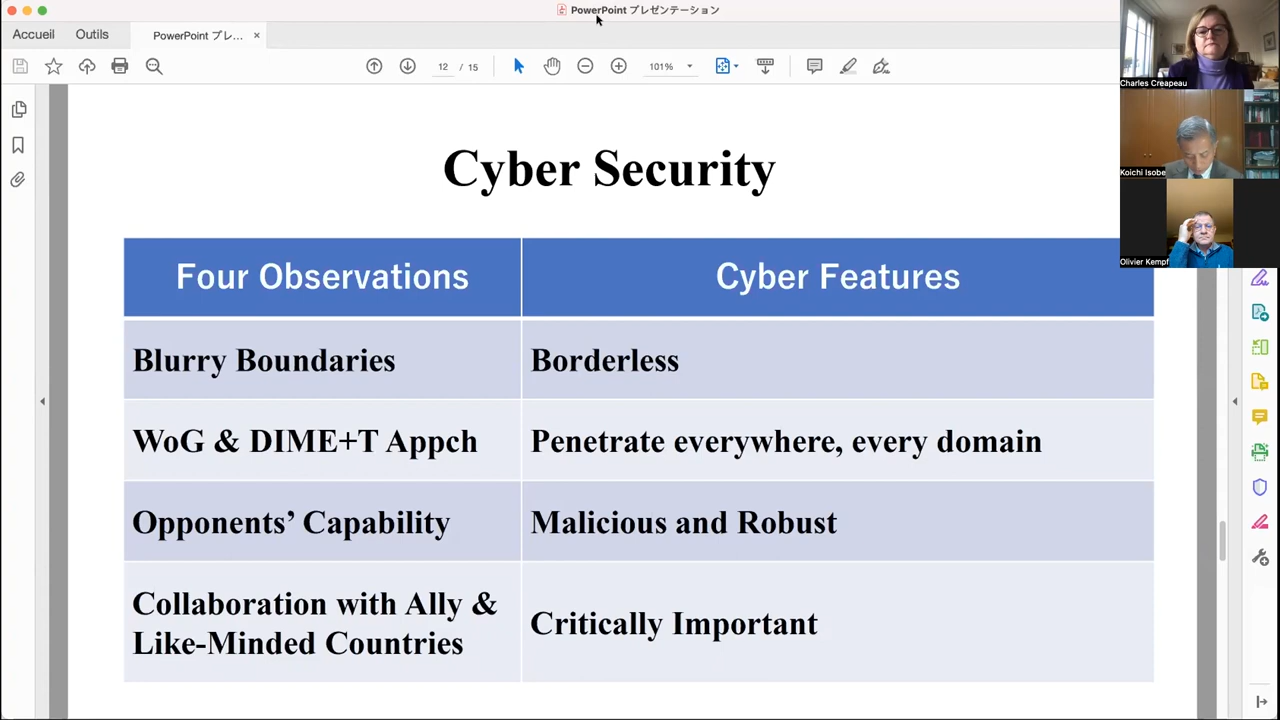 PowerPoint プレゼンテーション
Accueil
Outils
PowerPoint プレ...
12 / 15
101%
Charles Creapeau
Koichi Isobe
Olivier Kempf
Cyber Security
Four Observations
Cyber Features
Blurry Boundaries
Borderless
WoG & DIME+T Appch
Penetrate everywhere, every domain
Opponents’ Capability
Malicious and Robust
Collaboration with Ally &
Like-Minded Countries
Critically Important